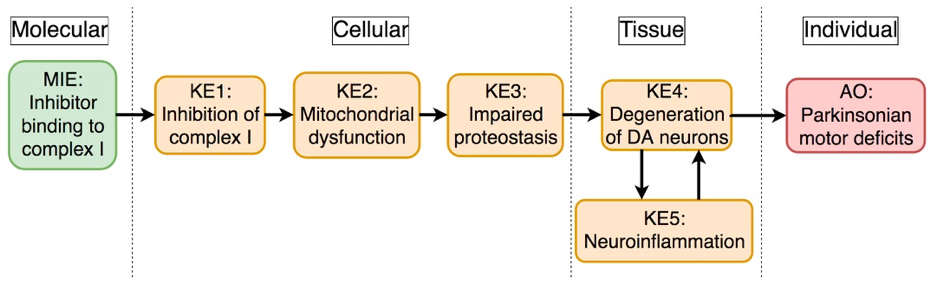 Molecular
Cellular
Tissue
Individual
MIE:
Inhibitor
binding to
complex I
KE1:
Inhibition of
complex I
KE2:
Mitochondrial
dysfunction
KE3:
Impaired
proteostasis
KE4:
Degeneration
of DA neurons
AO:
Parkinsonian
motor deficits
KE5:
Neuroinflammation